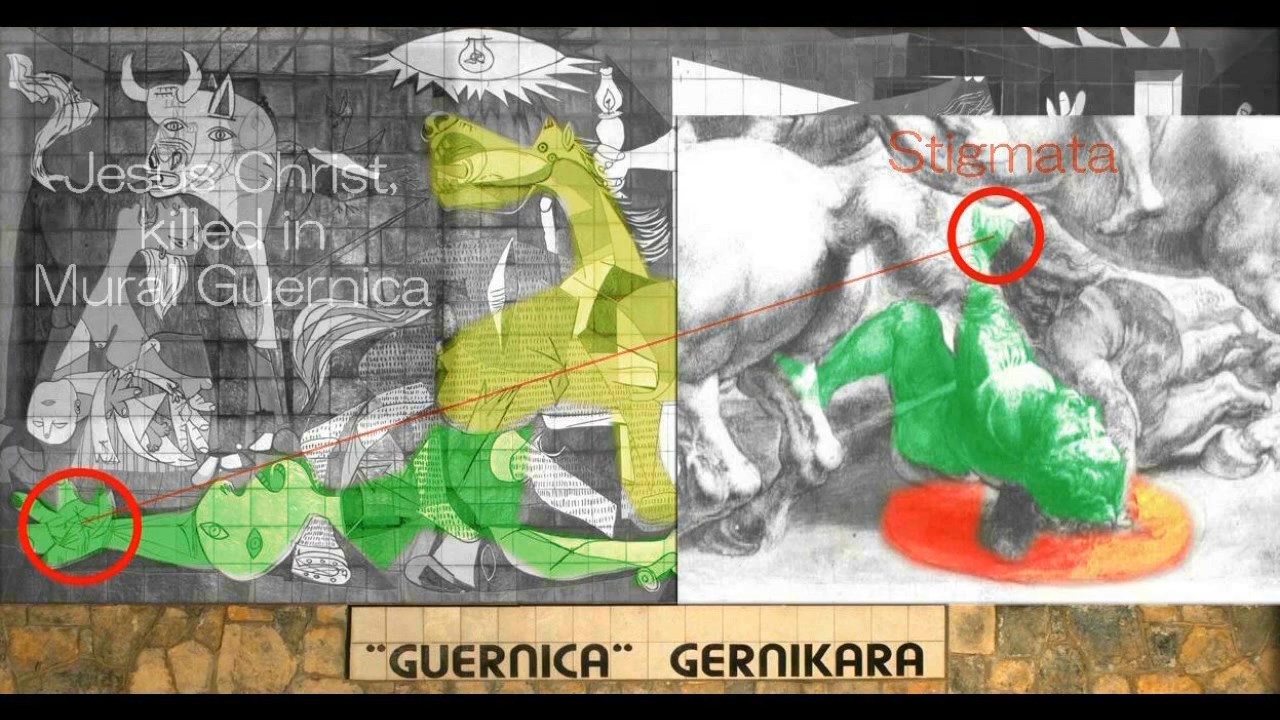 Jesus Christ,
killed in
Mural Guernica
Stigmata
¨GUERNICA¨ GERNIKARA